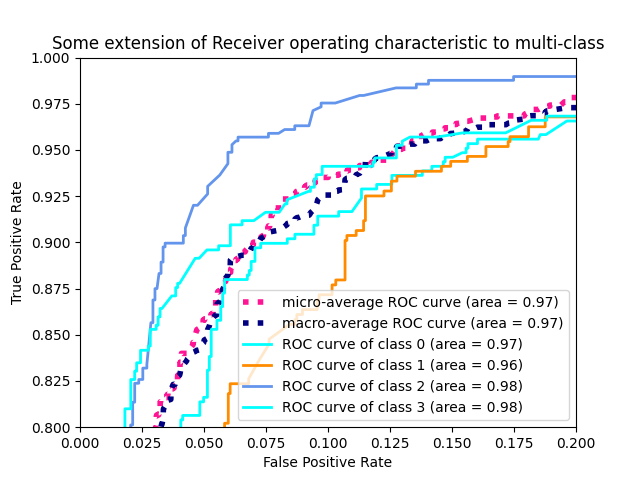 Some extension of Receiver operating characteristic to multi-class
1.000
0.975
0.950
0.925
0.900
0.875
0.850
0.825
0.800
True Positive Rate
micro-average ROC curve (area = 0.97)
macro-average ROC curve (area = 0.97)
ROC curve of class 0 (area = 0.97)
ROC curve of class 1 (area = 0.96)
ROC curve of class 2 (area = 0.98)
ROC curve of class 3 (area = 0.98)
0.000 0.025 0.050 0.075 0.100 0.125 0.150 0.175 0.200
False Positive Rate